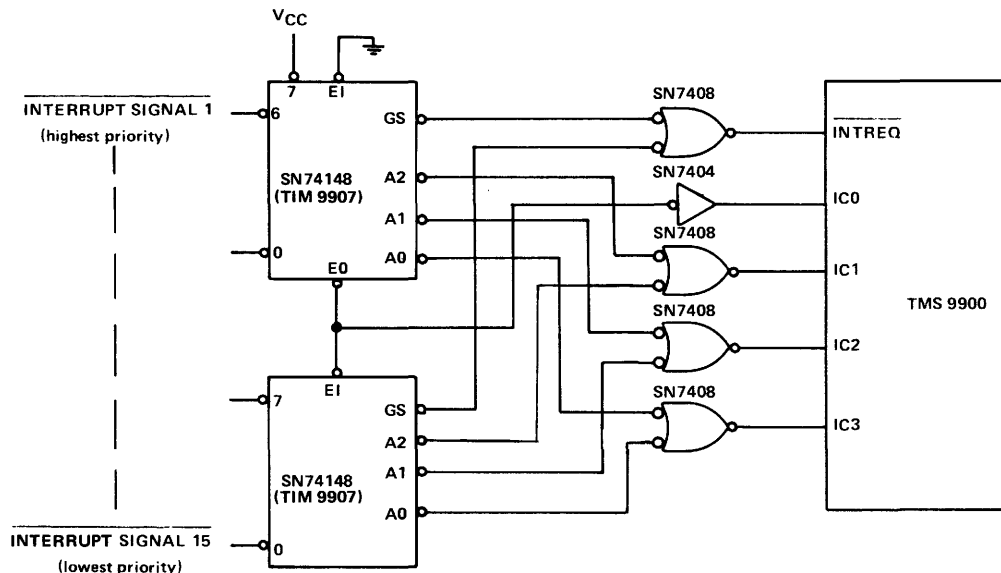 VCC
7 EI
INTERRUPT SIGNAL 1
(highest priority)
6
GS
SN74148
(TIM 9907)
A2
A1
0
A0
E0
SN7408
INTREQ
SN7404
IC0
SN7408
IC1
TMS 9900
SN7408
IC2
SN7408
IC3
EI
7
GS
A2
SN74148
(TIM 9907)
A1
A0
INTERRUPT SIGNAL 15
(lowest priority)
0